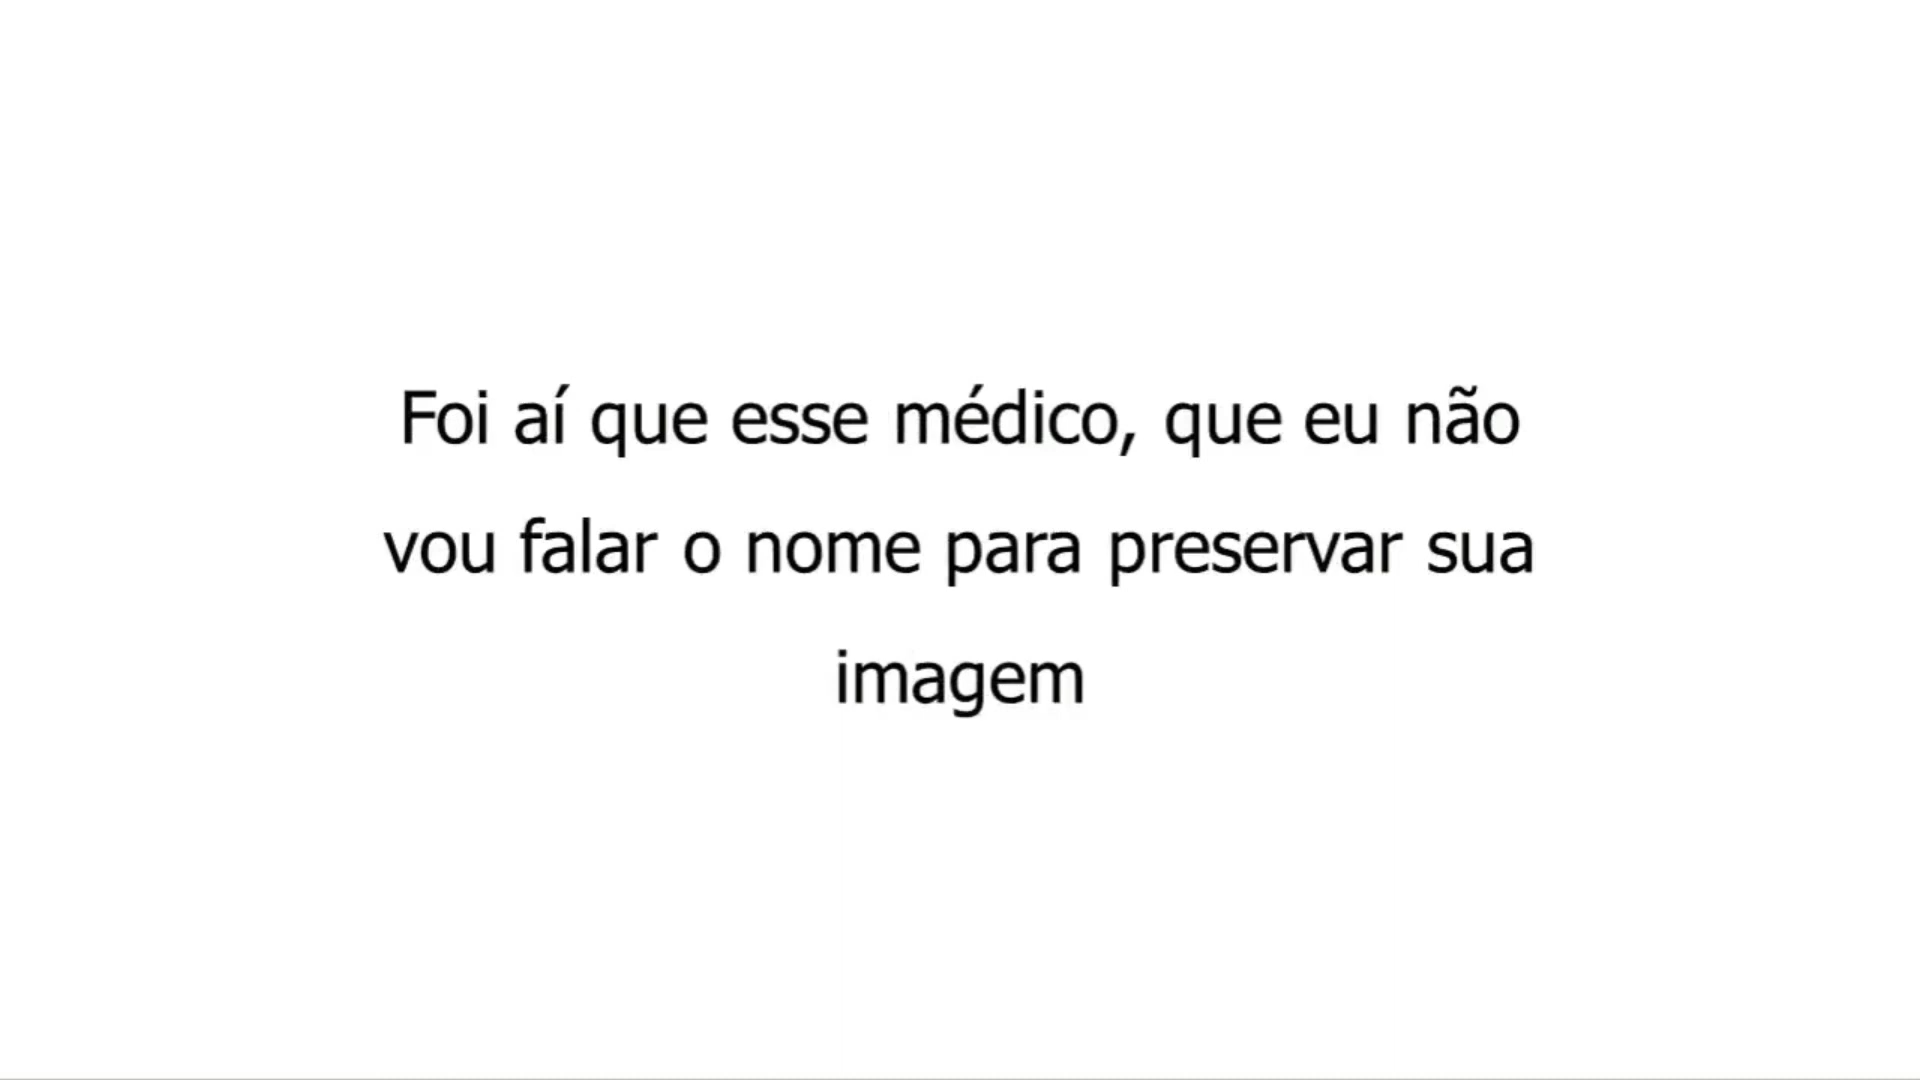 Foi aí que esse médico, que eu não
vou falar o nome para preservar sua
imagem